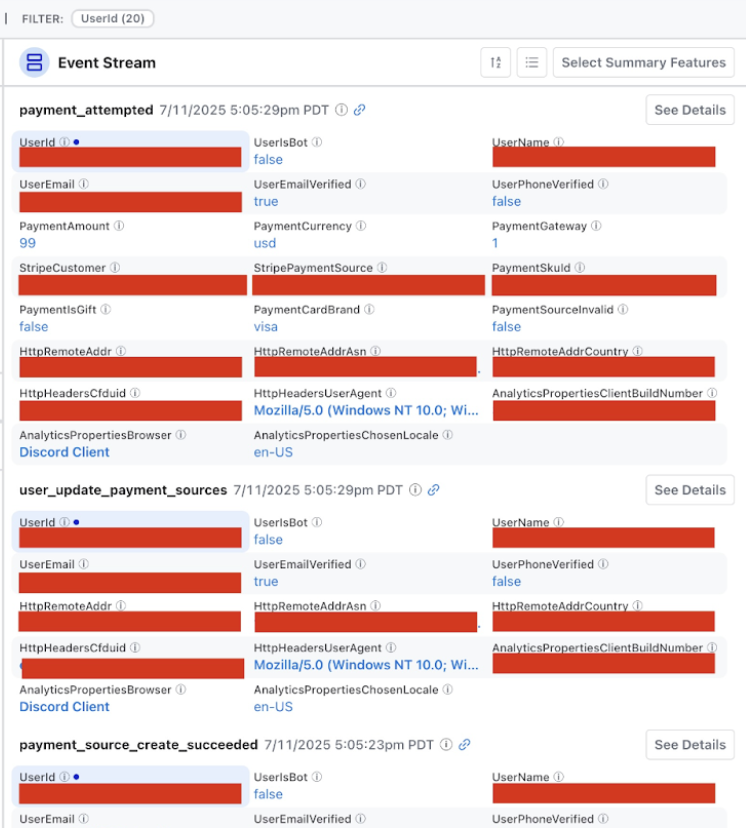 FILTER: UserId (20)
Event Stream
Select Summary Features
payment_attempted 7/11/2025 5:05:29pm PDT
See Details
UserId UserIsBot UserName
false
UserEmail UserEmailVerified UserPhoneVerified
true false
PaymentAmount PaymentCurrency PaymentGateway
99 usd 1
StripeCustomer StripePaymentSource PaymentSkuId
PaymentIsGift PaymentCardBrand PaymentSourceInvalid
false visa false
HttpRemoteAddr HttpRemoteAddrAsn HttpRemoteAddrCountry
HttpHeadersCfduid HttpHeadersUserAgent AnalyticsPropertiesClientBuildNumber
Mozilla/5.0 (Windows NT 10.0; Wi...
AnalyticsPropertiesBrowser AnalyticsPropertiesChosenLocale
Discord Client en-US
user_update_payment_sources 7/11/2025 5:05:29pm PDT
See Details
UserId UserIsBot UserName
false
UserEmail UserEmailVerified UserPhoneVerified
true false
HttpRemoteAddr HttpRemoteAddrAsn HttpRemoteAddrCountry
HttpHeadersCfduid HttpHeadersUserAgent AnalyticsPropertiesClientBuildNumber
Mozilla/5.0 (Windows NT 10.0; Wi...
AnalyticsPropertiesBrowser AnalyticsPropertiesChosenLocale
Discord Client en-US
payment_source_create_succeeded 7/11/2025 5:05:23pm PDT
See Details
UserId UserIsBot UserName
false
UserEmail UserEmailVerified UserPhoneVerified